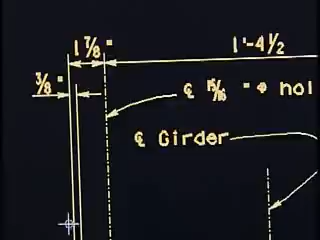 1 7/8" 1'-4 1/2
3/8"
℄ 15/16 "ϕ hol
℄ Girder